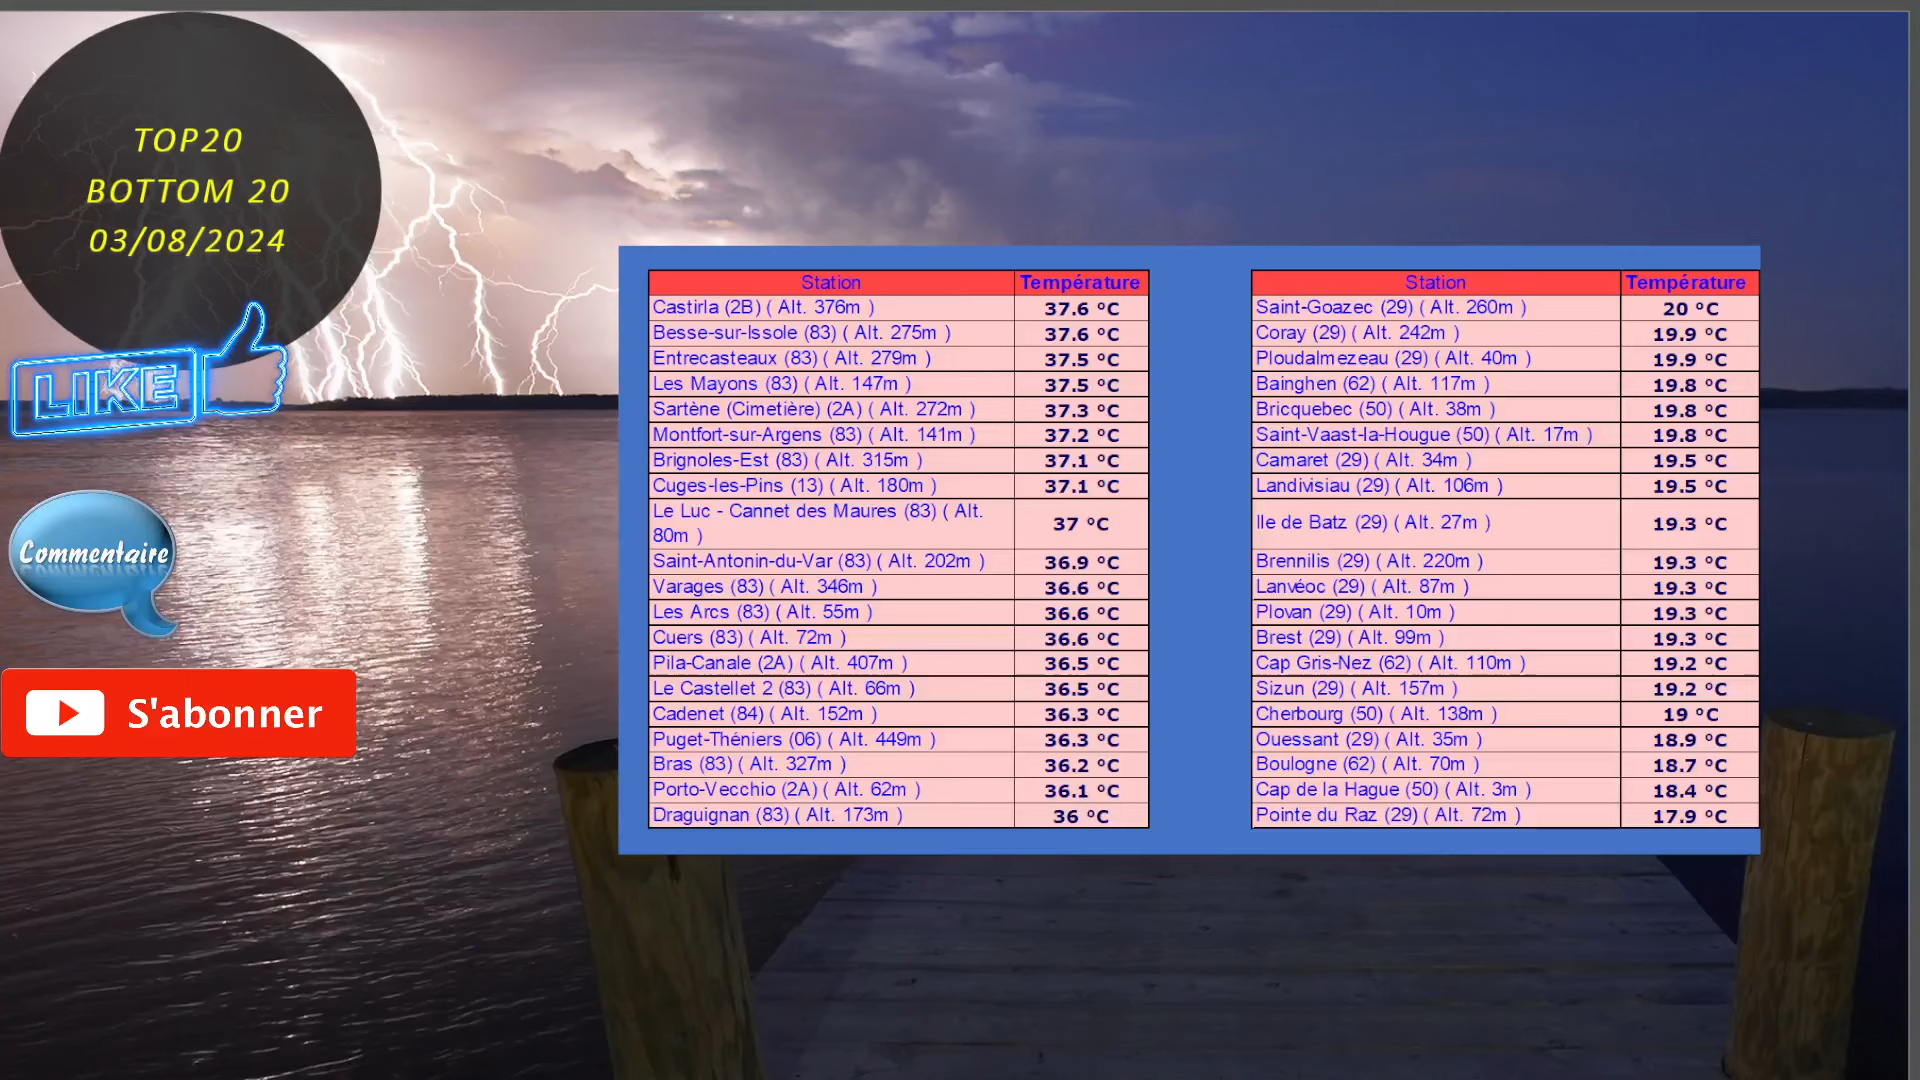 TOP20
BOTTOM 20
03/08/2024
LIKE
Commentaire
S'abonner
Station Température
Castirla (2B) ( Alt. 376m ) 37.6 °C
Besse-sur-Issole (83) ( Alt. 275m ) 37.6 °C
Entrecasteaux (83) ( Alt. 279m ) 37.5 °C
Les Mayons (83) ( Alt. 147m ) 37.5 °C
Sartène (Cimetière) (2A) ( Alt. 272m ) 37.3 °C
Montfort-sur-Argens (83) ( Alt. 141m ) 37.2 °C
Brignoles-Est (83) ( Alt. 315m ) 37.1 °C
Cuges-les-Pins (13) ( Alt. 180m ) 37.1 °C
Le Luc - Cannet des Maures (83) ( Alt.
80m ) 37 °C
Saint-Antonin-du-Var (83) ( Alt. 202m ) 36.9 °C
Varages (83) ( Alt. 346m ) 36.6 °C
Les Arcs (83) ( Alt. 55m ) 36.6 °C
Cuers (83) ( Alt. 72m ) 36.6 °C
Pila-Canale (2A) ( Alt. 407m ) 36.5 °C
Le Castellet 2 (83) ( Alt. 66m ) 36.5 °C
Cadenet (84) ( Alt. 152m ) 36.3 °C
Puget-Théniers (06) ( Alt. 449m ) 36.3 °C
Bras (83) ( Alt. 327m ) 36.2 °C
Porto-Vecchio (2A) ( Alt. 62m ) 36.1 °C
Draguignan (83) ( Alt. 173m ) 36 °C
Station Température
Saint-Goazec (29) ( Alt. 260m ) 20 °C
Coray (29) ( Alt. 242m ) 19.9 °C
Ploudalmezeau (29) ( Alt. 40m ) 19.9 °C
Bainghen (62) ( Alt. 117m ) 19.8 °C
Bricquebec (50) ( Alt. 38m ) 19.8 °C
Saint-Vaast-la-Hougue (50) ( Alt. 17m ) 19.8 °C
Camaret (29) ( Alt. 34m ) 19.5 °C
Landivisiau (29) ( Alt. 106m ) 19.5 °C
Ile de Batz (29) ( Alt. 27m ) 19.3 °C
Brennilis (29) ( Alt. 220m ) 19.3 °C
Lanvéoc (29) ( Alt. 87m ) 19.3 °C
Plovan (29) ( Alt. 10m ) 19.3 °C
Brest (29) ( Alt. 99m ) 19.3 °C
Cap Gris-Nez (62) ( Alt. 110m ) 19.2 °C
Sizun (29) ( Alt. 157m ) 19.2 °C
Cherbourg (50) ( Alt. 138m ) 19 °C
Ouessant (29) ( Alt. 35m ) 18.9 °C
Boulogne (62) ( Alt. 70m ) 18.7 °C
Cap de la Hague (50) ( Alt. 3m ) 18.4 °C
Pointe du Raz (29) ( Alt. 72m ) 17.9 °C